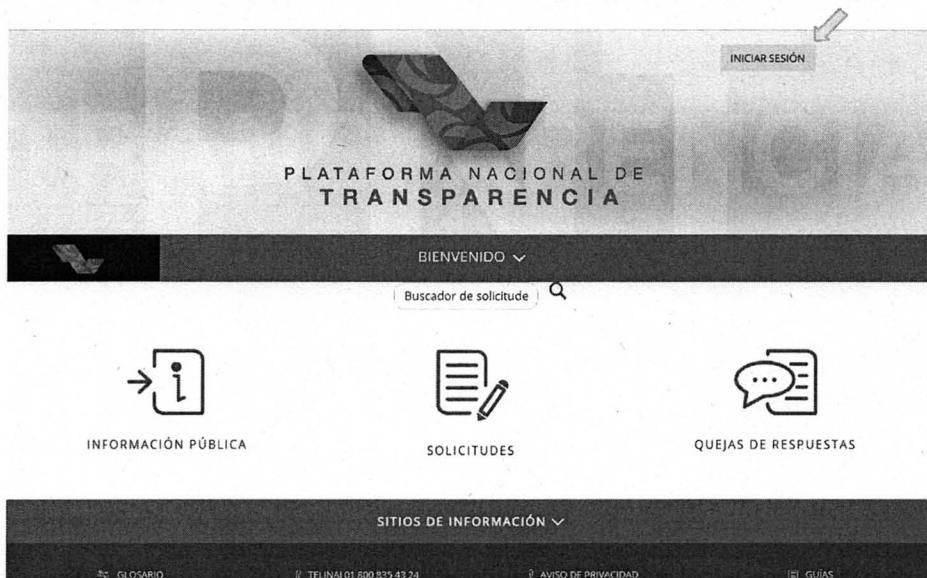 INICIAR SESIÓN
PLATAFORMA NACIONAL DE
TRANSPARENCIA
BIENVENIDO
Buscador de solicitude
INFORMACIÓN PÚBLICA
SOLICITUDES
QUEJAS DE RESPUESTAS
SITIOS DE INFORMACIÓN
GLOSARIO
TELINAI 01 800 835 43 24
AVISO DE PRIVACIDAD
GUÍAS